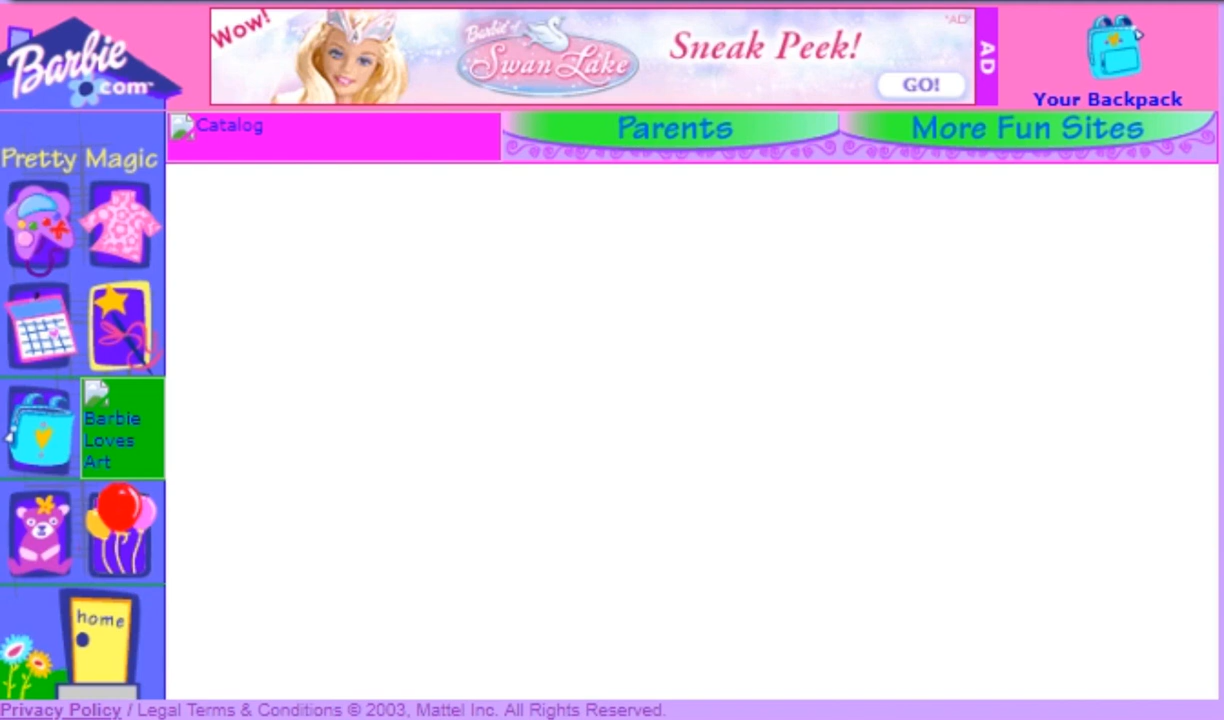 Barbie
.com™
Wow!
Barbie of
Swan Lake
Sneak Peek!
"AD"
GO!
AD
Your Backpack
Catalog
Parents
More Fun Sites
Pretty Magic
Barbie
Loves
Art
home
Privacy Policy / Legal Terms & Conditions © 2003, Mattel Inc. All Rights Reserved.